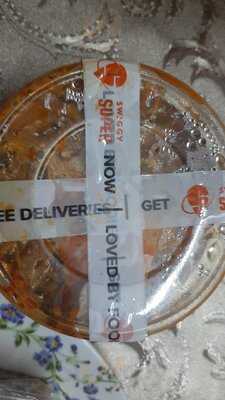 SWIGGY
SUPER
NOW
LOVED BY FOO
EE DELIVERIES
GET
S